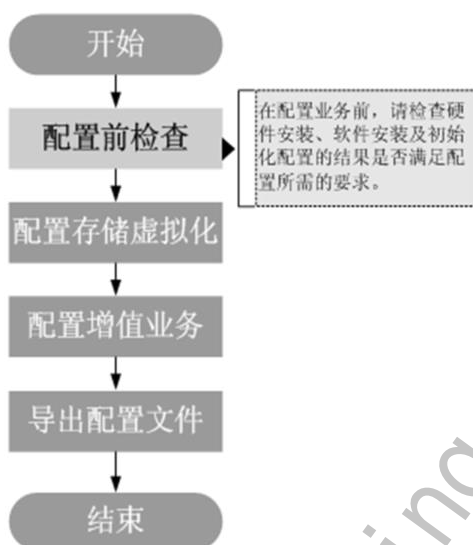 开始
配置前检查
在配置业务前，请检查硬
件安装、软件安装及初始
化配置的结果是否满足配
置所需的要求。
配置存储虚拟化
配置增值业务
导出配置文件
结束
ing